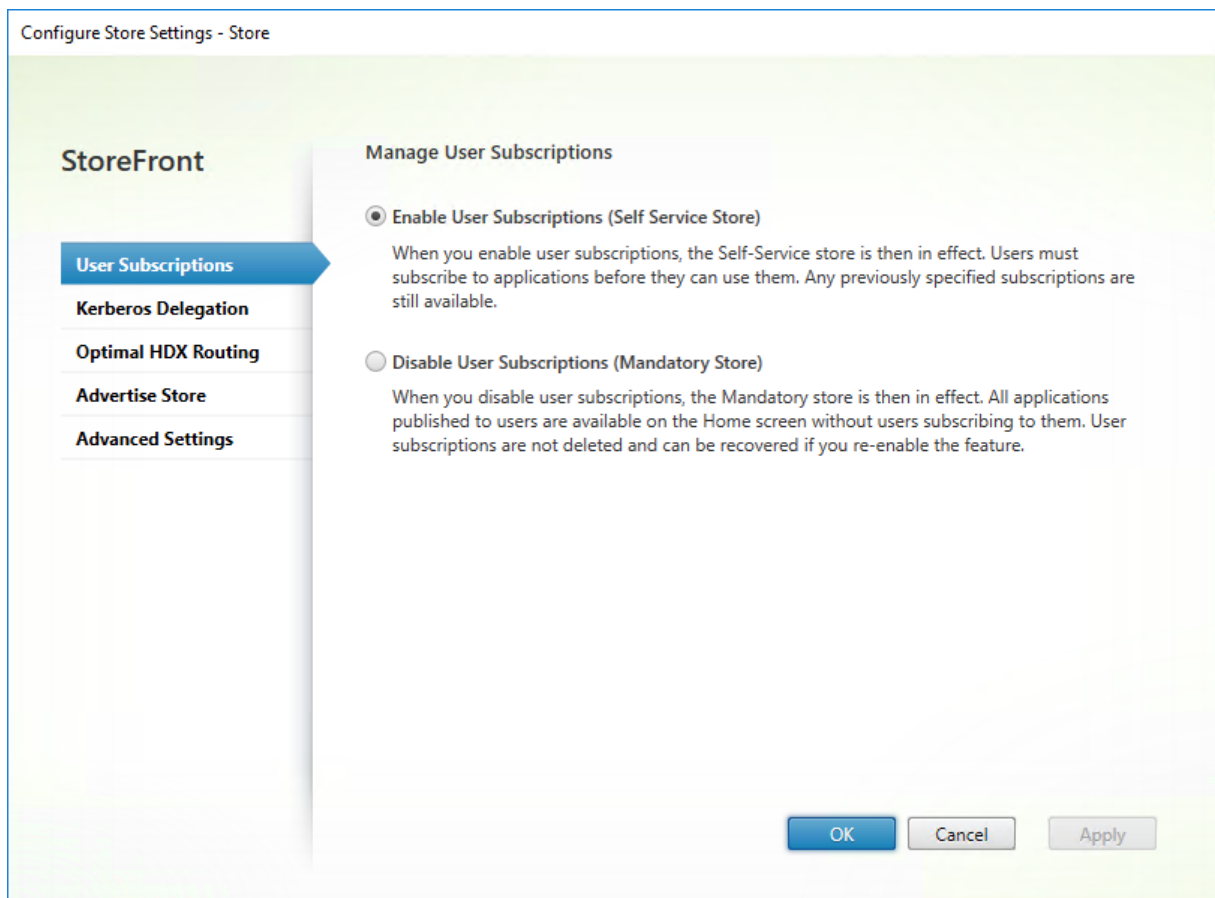 Configure Store Settings - Store
StoreFront
User Subscriptions
Kerberos Delegation
Optimal HDX Routing
Advertise Store
Advanced Settings
Manage User Subscriptions
Enable User Subscriptions (Self Service Store)
When you enable user subscriptions, the Self-Service store is then in effect. Users must
subscribe to applications before they can use them. Any previously specified subscriptions are
still available.
Disable User Subscriptions (Mandatory Store)
When you disable user subscriptions, the Mandatory store is then in effect. All applications
published to users are available on the Home screen without users subscribing to them. User
subscriptions are not deleted and can be recovered if you re-enable the feature.
OK
Cancel
Apply